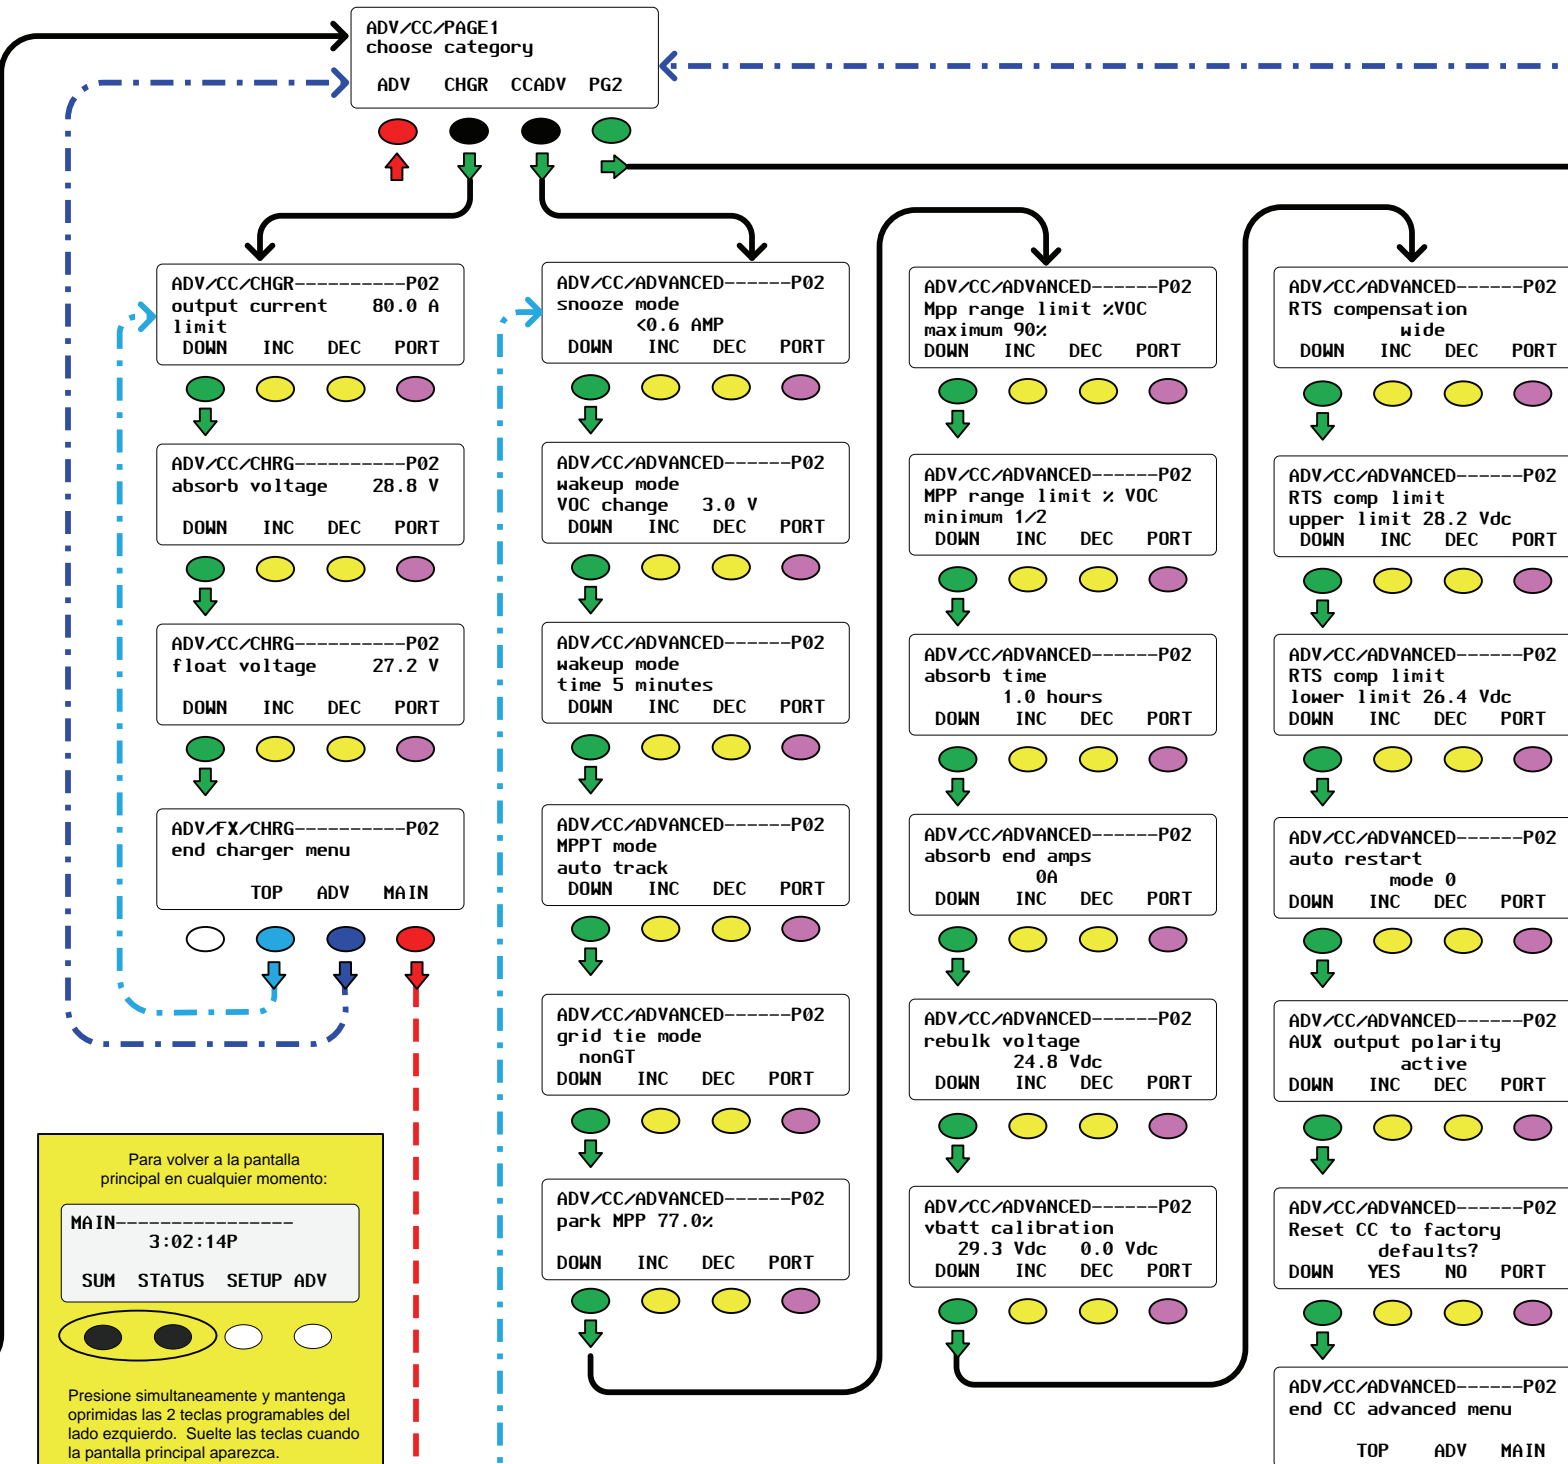 ADV/CC/PAGE1
choose category
ADV CHGR CCADV PG2
ADV/CC/CHGR----------P02
output current 80.0 A
limit
DOWN INC DEC PORT
ADV/CC/CHRG----------P02
absorb voltage 28.8 V
DOWN INC DEC PORT
ADV/CC/CHRG----------P02
float voltage 27.2 V
DOWN INC DEC PORT
ADV/FX/CHRG----------P02
end charger menu
TOP ADV MAIN
Para volver a la pantalla
principal en cualquier momento:
MAIN----------------
3:02:14P
SUM STATUS SETUP ADV
Presione simultaneamente y mantenga
oprimidas las 2 teclas programables del
lado ezquierdo. Suelte las teclas cuando
la pantalla principal aparezca.
ADV/CC/ADVANCED------P02
snooze mode
<0.6 AMP
DOWN INC DEC PORT
ADV/CC/ADVANCED------P02
wakeup mode
VOC change 3.0 V
DOWN INC DEC PORT
ADV/CC/ADVANCED------P02
wakeup mode
time 5 minutes
DOWN INC DEC PORT
ADV/CC/ADVANCED------P02
MPPT mode
auto track
DOWN INC DEC PORT
ADV/CC/ADVANCED------P02
grid tie mode
nonGT
DOWN INC DEC PORT
ADV/CC/ADVANCED------P02
park MPP 77.0%
DOWN INC DEC PORT
ADV/CC/ADVANCED------P02
Mpp range limit %VOC
maximum 90%
DOWN INC DEC PORT
ADV/CC/ADVANCED------P02
MPP range limit % VOC
minimum 1/2
DOWN INC DEC PORT
ADV/CC/ADVANCED------P02
absorb time
1.0 hours
DOWN INC DEC PORT
ADV/CC/ADVANCED------P02
absorb end amps
0A
DOWN INC DEC PORT
ADV/CC/ADVANCED------P02
rebulk voltage
24.8 Vdc
DOWN INC DEC PORT
ADV/CC/ADVANCED------P02
vbatt calibration
29.3 Vdc 0.0 Vdc
DOWN INC DEC PORT
ADV/CC/ADVANCED------P02
RTS compensation
wide
DOWN INC DEC PORT
ADV/CC/ADVANCED------P02
RTS comp limit
upper limit 28.2 Vdc
DOWN INC DEC PORT
ADV/CC/ADVANCED------P02
RTS comp limit
lower limit 26.4 Vdc
DOWN INC DEC PORT
ADV/CC/ADVANCED------P02
auto restart
mode 0
DOWN INC DEC PORT
ADV/CC/ADVANCED------P02
AUX output polarity
active
DOWN INC DEC PORT
ADV/CC/ADVANCED------P02
Reset CC to factory
defaults?
DOWN YES NO PORT
ADV/CC/ADVANCED------P02
end CC advanced menu
TOP ADV MAIN